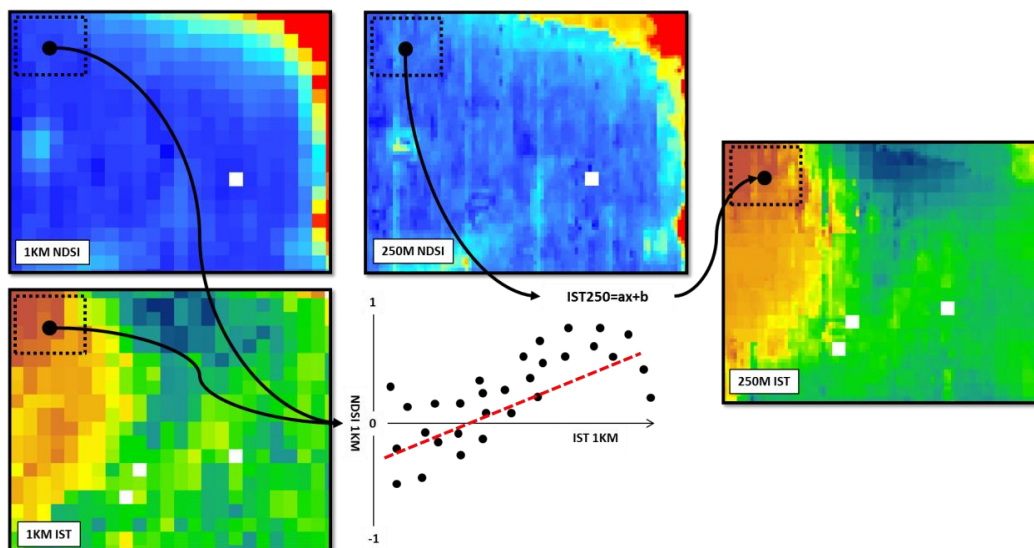 1KM NDSI
250M NDSI
250M IST
1KM IST
IST250=ax+b
1
NDSI 1KM
0
IST 1KM
-1